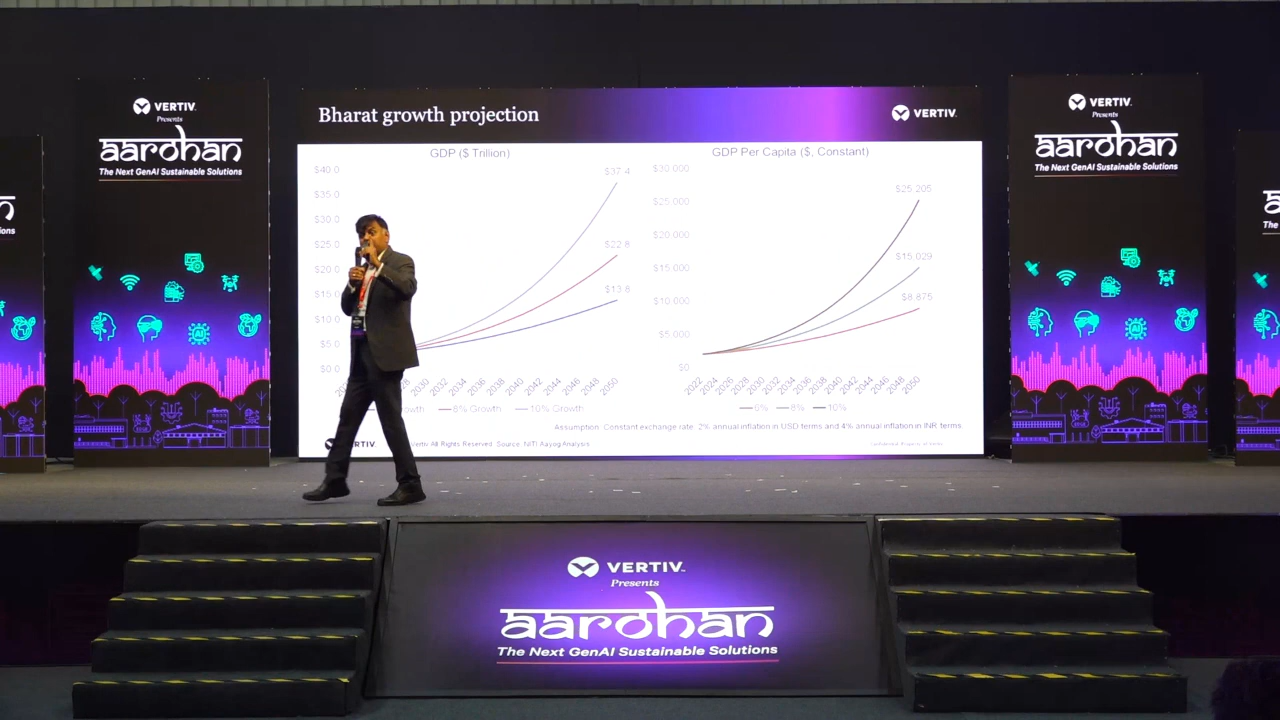 VERTIV
Presents
aarohan
The Next GenAI Sustainable Solutions
Bharat growth projection
VERTIV
GDP ($ Trillion)
$40.0
$35.0
$30.0
$25.0
$20.0
$15.0
$10.0
$5.0
$0.0
$37.4
$22.8
$13.8
2030 2032 2034 2036 2038 2040 2042 2044 2046 2048 2050
8% Growth 10% Growth
GDP Per Capita ($, Constant)
$30,000
$25,000
$20,000
$15,000
$10,000
$5,000
$0
$25,205
$15,029
$8,875
2022 2024 2026 2028 2030 2032 2034 2036 2038 2040 2042 2044 2046 2048 2050
6% 8% 10%
Assumption: Constant exchange rate, 2% annual inflation in USD terms and 4% annual inflation in INR terms
Vertiv All Rights Reserved. Source: NITI Aayog Analysis
Confidential. Property of Vertiv.
VERTIV
Presents
aarohan
The Next GenAI Sustainable Solutions
AI
AI
VERTIV
Presents
aarohan
The Next GenAI Sustainable Solutions